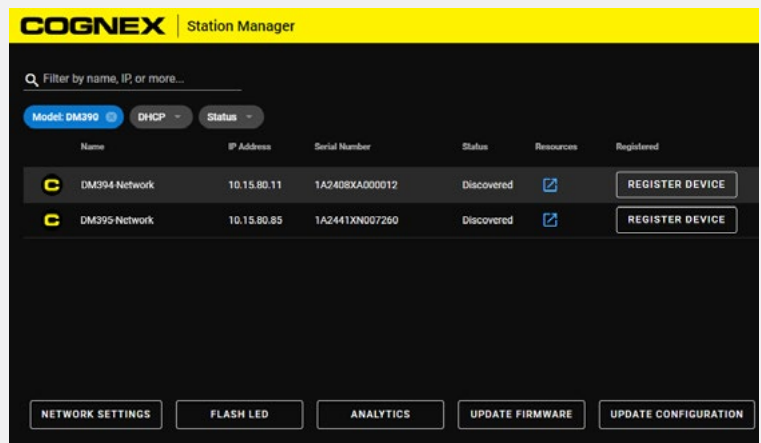 COGNEX Station Manager
Filter by name, IP, or more...
Model: DM390 DHCP Status
Name IP Address Serial Number Status Resources Registered
C DM394-Network 10.15.80.11 1A2408XA000012 Discovered REGISTER DEVICE
C DM395-Network 10.15.80.85 1A2441XN007260 Discovered REGISTER DEVICE
NETWORK SETTINGS FLASH LED ANALYTICS UPDATE FIRMWARE UPDATE CONFIGURATION